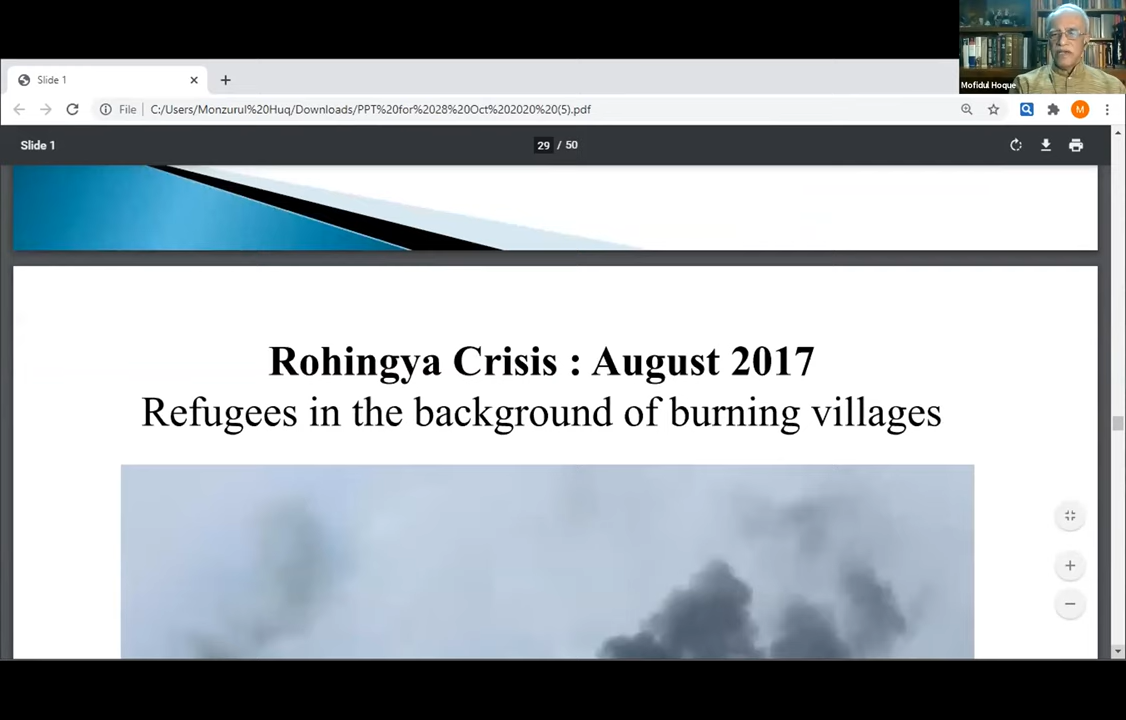 Mofidul Hoque
Slide 1
File C:/Users/Monzurul%20Huq/Downloads/PPT%20for%2028%20Oct%202020%20(5).pdf
M
Slide 1
29 / 50
Rohingya Crisis : August 2017
Refugees in the background of burning villages